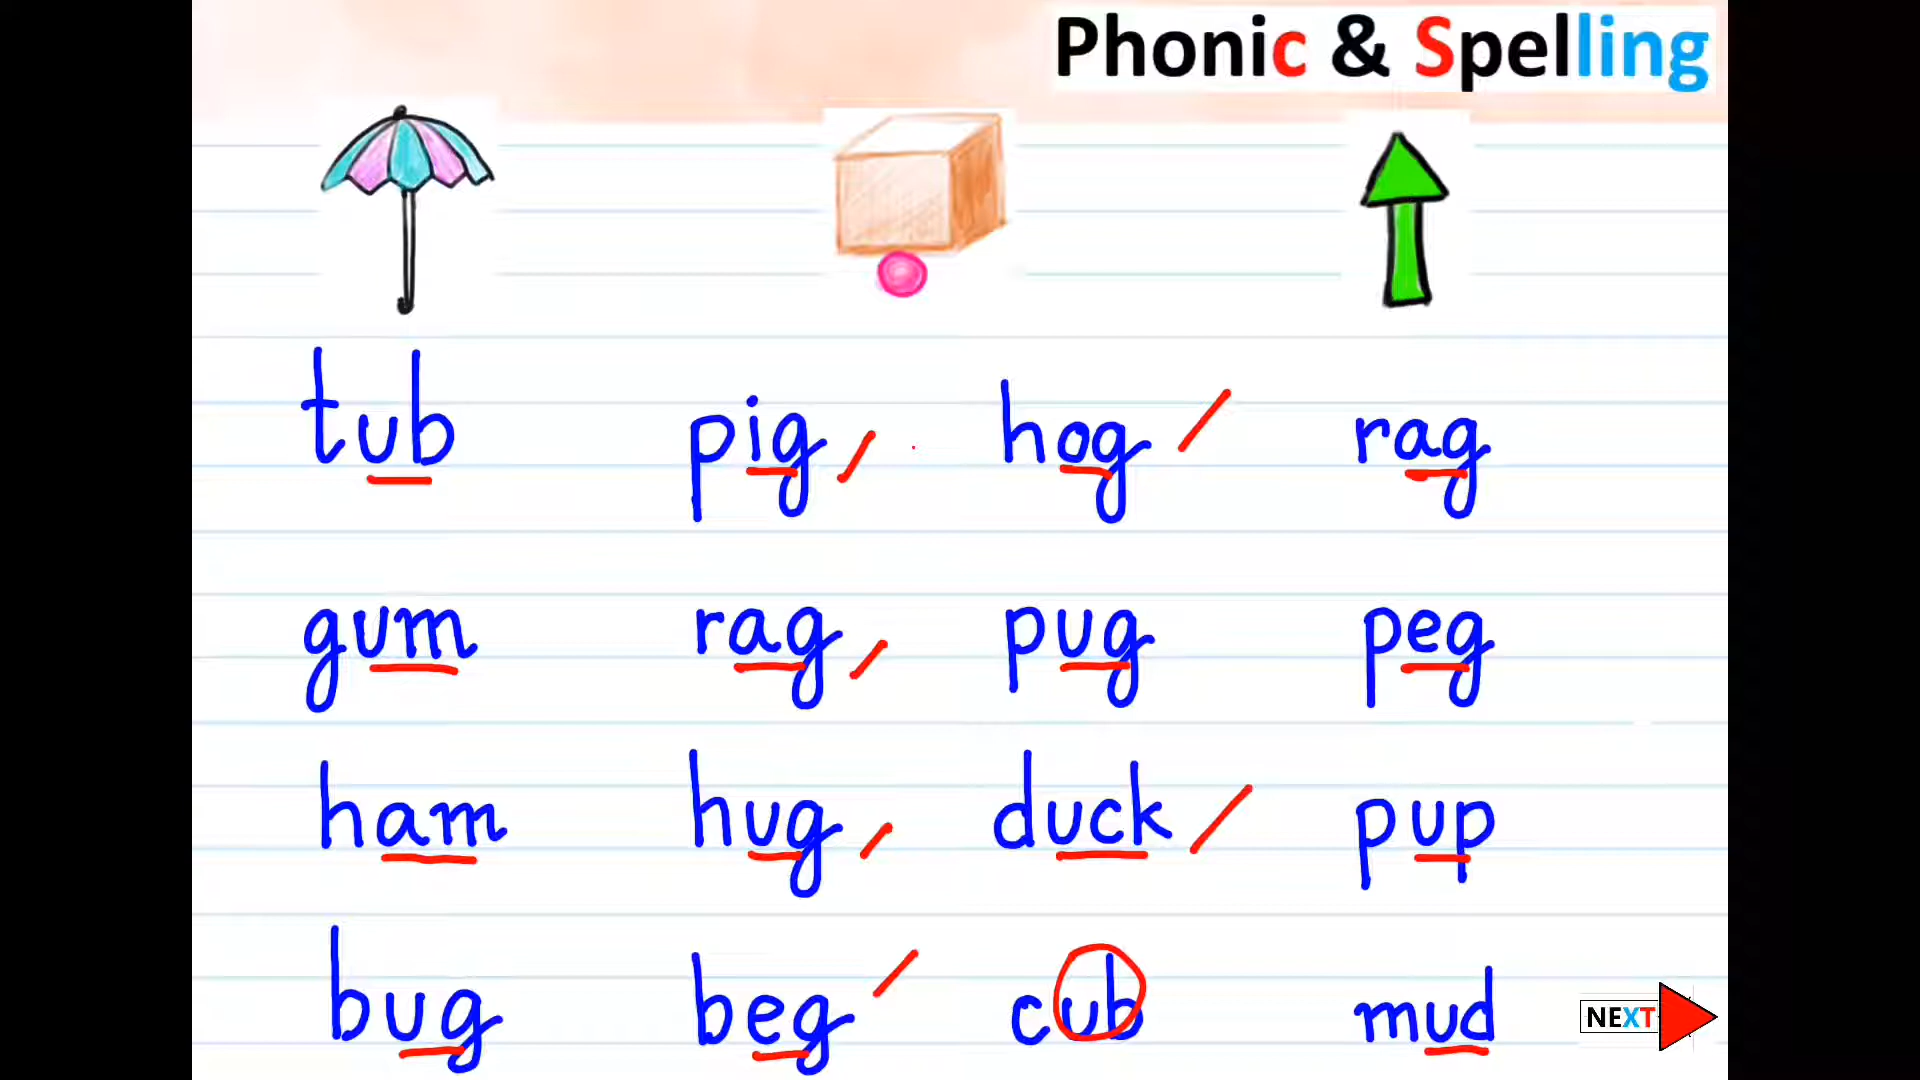 Phonic & Spelling
tub pig hog rag
gum rag pug peg
ham hug duck pup
bug beg cub mud
NEXT